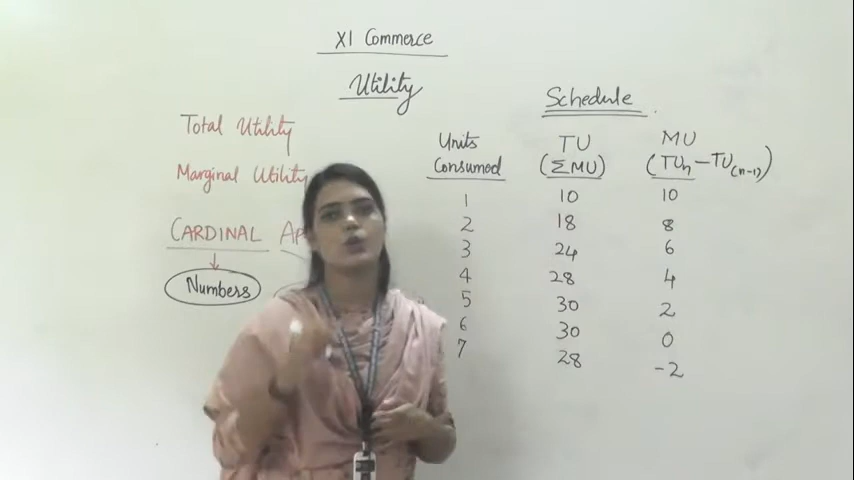 XI Commerce
Utility
Total Utility
Marginal Utility
CARDINAL
Numbers
Schedule
Units Consumed TU (ΣMU) MU (TUn - TU(n-1))
1 10 10
2 18 8
3 24 6
4 28 4
5 30 2
6 30 0
7 28 -2